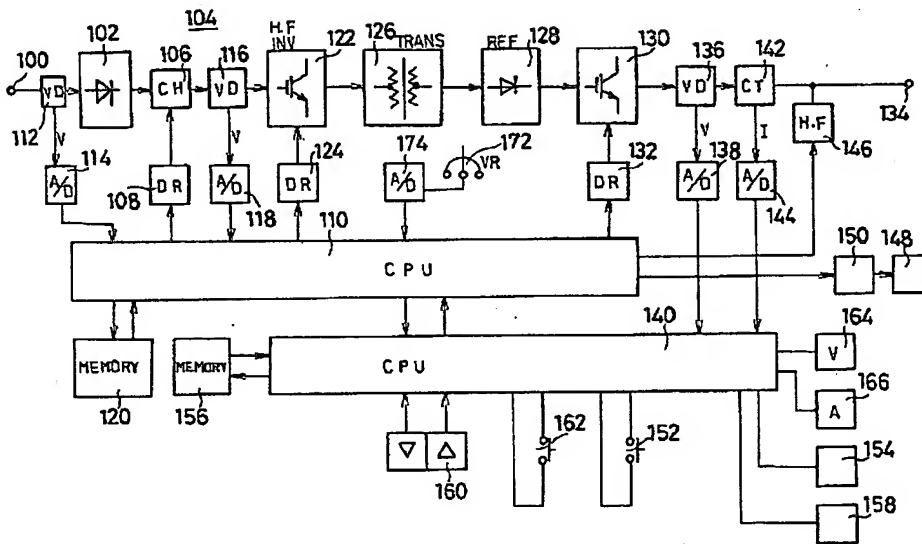 104
100
102
106
116
H.F
INV
122
126
TRANS
REF
128
130
136
142
VD
CH
VD
VD
CT
134
112
V
V
V
I
H.F
146
114
A/D
108
DR
A/D
118
124
DR
174
A/D
172
VR
132
DR
A/D
138
A/D
144
110
CPU
150
148
140
CPU
MEMORY
120
MEMORY
156
160
162
152
V
164
A
166
154
158